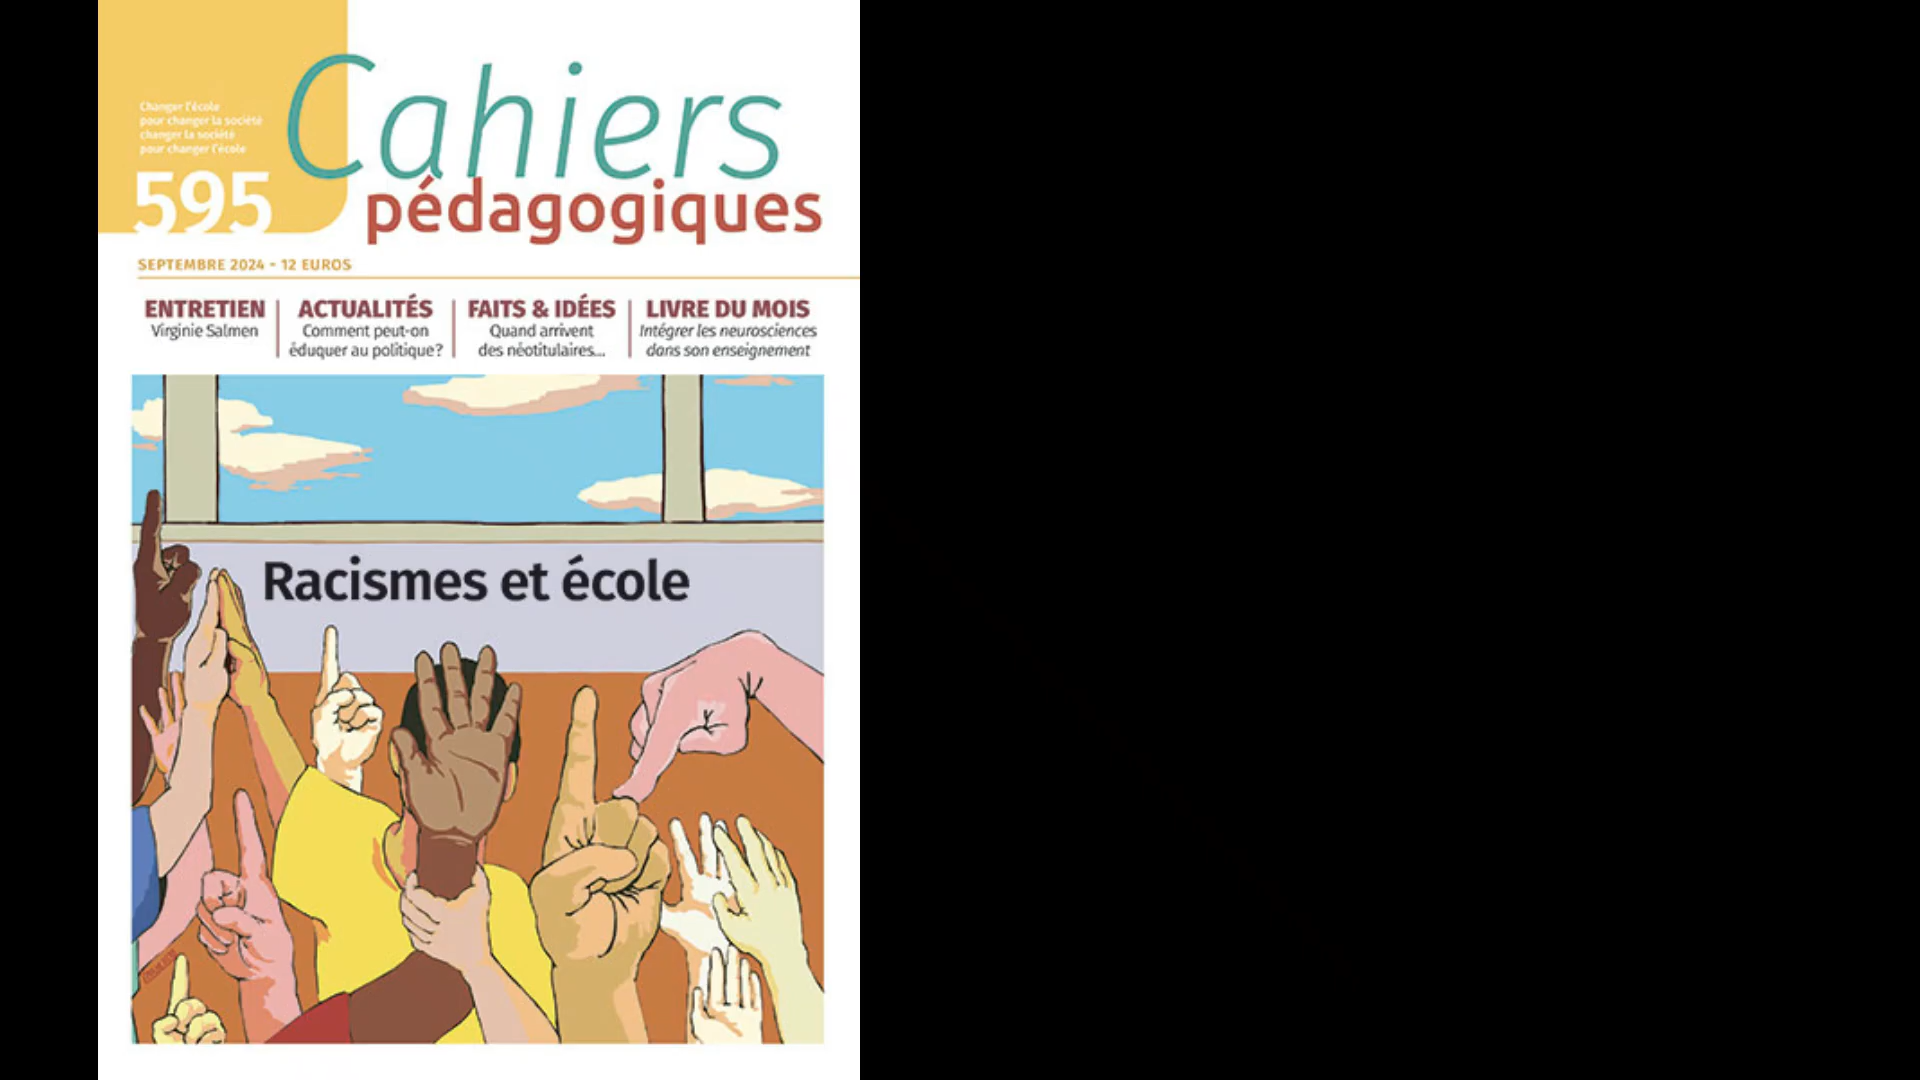 Changer l'école
pour changer la société
changer la société
pour changer l'école
595
Cahiers
pédagogiques
SEPTEMBRE 2024 - 12 EUROS
ENTRETIEN
Virginie Salmen
ACTUALITÉS
Comment peut-on
éduquer au politique?
FAITS & IDÉES
Quand arrivent
des néotitulaires...
LIVRE DU MOIS
Intégrer les neurosciences
dans son enseignement
Racismes et école